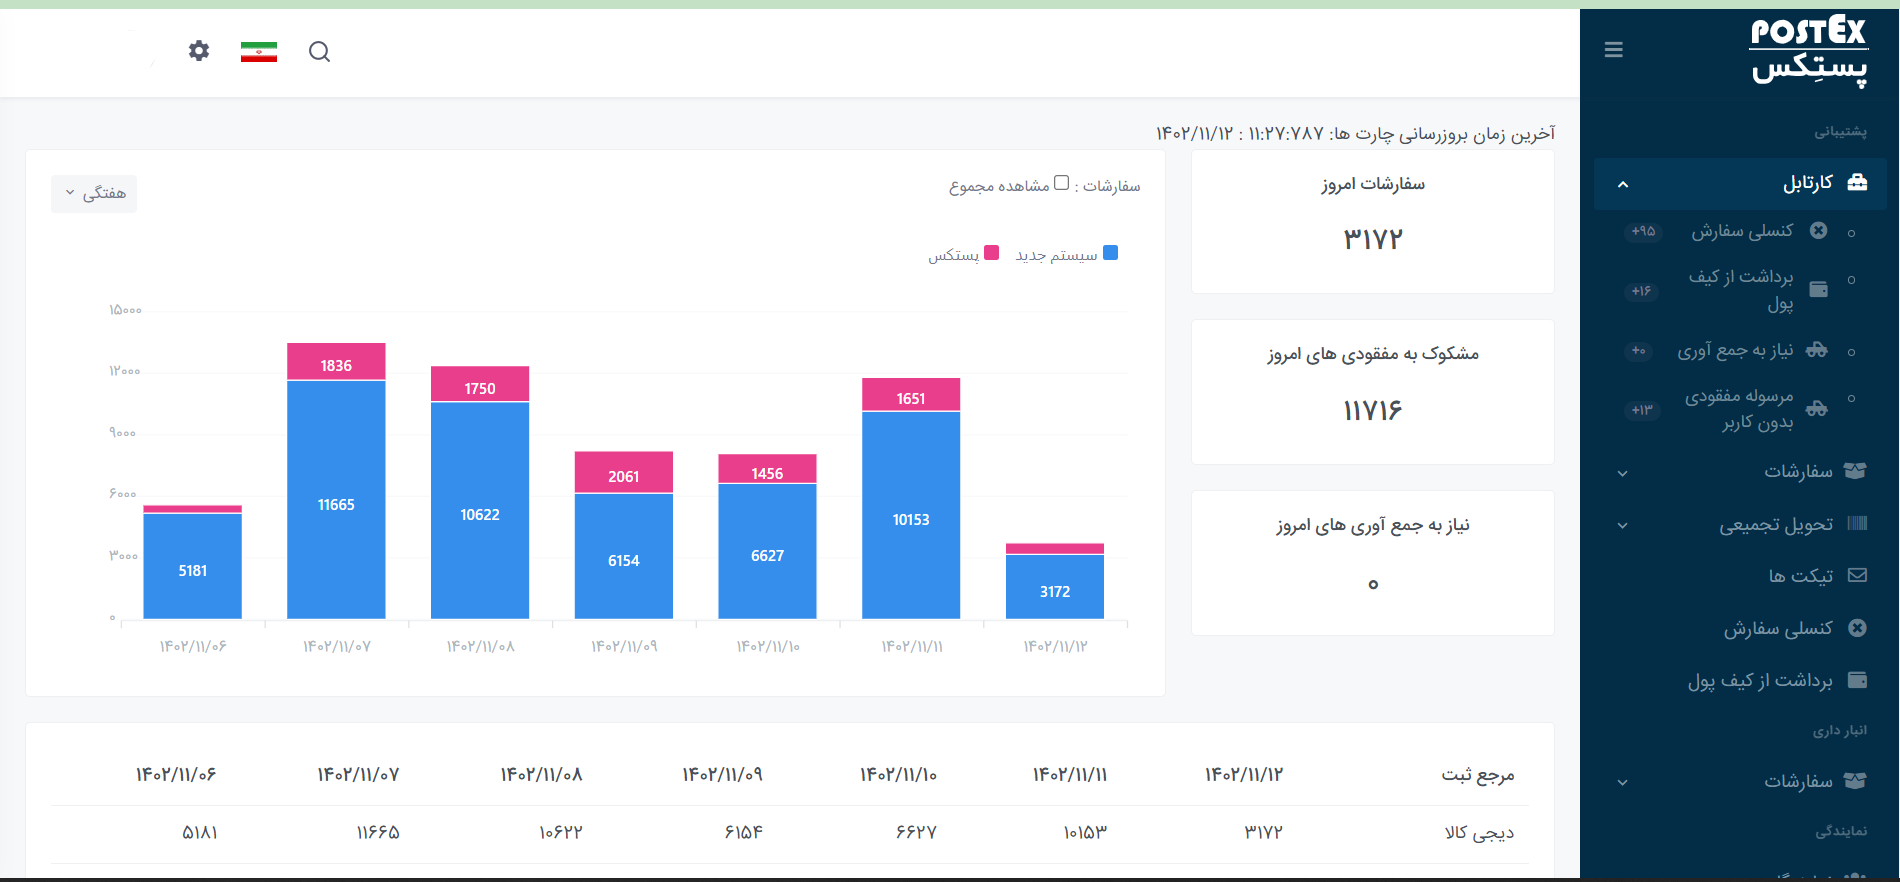 POSTEX
پستِکس
پشتیبانی
کارتابل
کنسلی سفارش
+۹۵
برداشت از کیف
پول
+۱۶
نیاز به جمع آوری
+۰
مرسوله مفقودی
بدون کاربر
+۱۳
سفارشات
تحویل تجمیعی
تیکت ها
کنسلی سفارش
برداشت از کیف پول
انبار داری
سفارشات
نمایندگی
آخرین زمان بروزرسانی چارت ها: ۱۱:۲۷:۷۸۷ : ۱۴۰۲/۱۱/۱۲
سفارشات امروز
۳۱۷۲
مشکوک به مفقودی های امروز
۱۱۷۱۶
نیاز به جمع آوری های امروز
۰
سفارشات : مشاهده مجموع
هفتگی
سیستم جدید پستکس
۱۵۰۰۰
۱۲۰۰۰
۹۰۰۰
۶۰۰۰
۳۰۰۰
۰
1836
1750
2061
1456
1651
5181
11665
10622
6154
6627
10153
3172
۱۴۰۲/۱۱/۰۶ ۱۴۰۲/۱۱/۰۷ ۱۴۰۲/۱۱/۰۸ ۱۴۰۲/۱۱/۰۹ ۱۴۰۲/۱۱/۱۰ ۱۴۰۲/۱۱/۱۱ ۱۴۰۲/۱۱/۱۲
مرجع ثبت ۱۴۰۲/۱۱/۱۲ ۱۴۰۲/۱۱/۱۱ ۱۴۰۲/۱۱/۱۰ ۱۴۰۲/۱۱/۰۹ ۱۴۰۲/۱۱/۰۸ ۱۴۰۲/۱۱/۰۷ ۱۴۰۲/۱۱/۰۶
دیجی کالا ۳۱۷۲ ۱۰۱۵۳ ۶۶۲۷ ۶۱۵۴ ۱۰۶۲۲ ۱۱۶۶۵ ۵۱۸۱